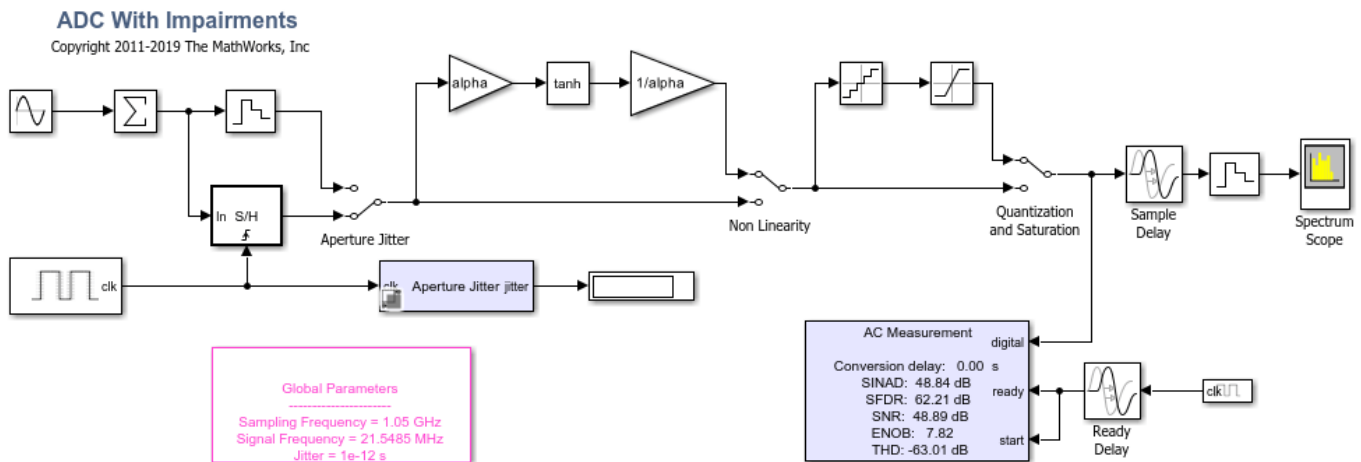 ADC With Impairments
Copyright 2011-2019 The MathWorks, Inc
alpha
tanh
1/alpha
In S/H
Aperture Jitter
Non Linearity
Quantization
and Saturation
Sample
Delay
Spectrum
Scope
clk
clk
Aperture Jitter
jitter
AC Measurement
digital
Conversion delay: 0.00 s
SINAD: 48.84 dB
ready
SFDR: 62.21 dB
SNR: 48.89 dB
ENOB: 7.82
start
THD: -63.01 dB
clk
Ready
Delay
Global Parameters
----------------------
Sampling Frequency = 1.05 GHz
Signal Frequency = 21.5485 MHz
Jitter = 1e-12 s